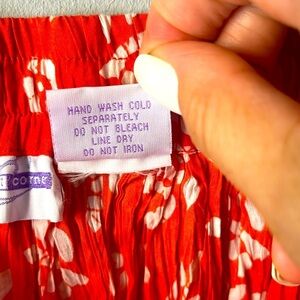 HAND WASH COLD
SEPARATELY
DO NOT BLEACH
LINE DRY
DO NOT IRON